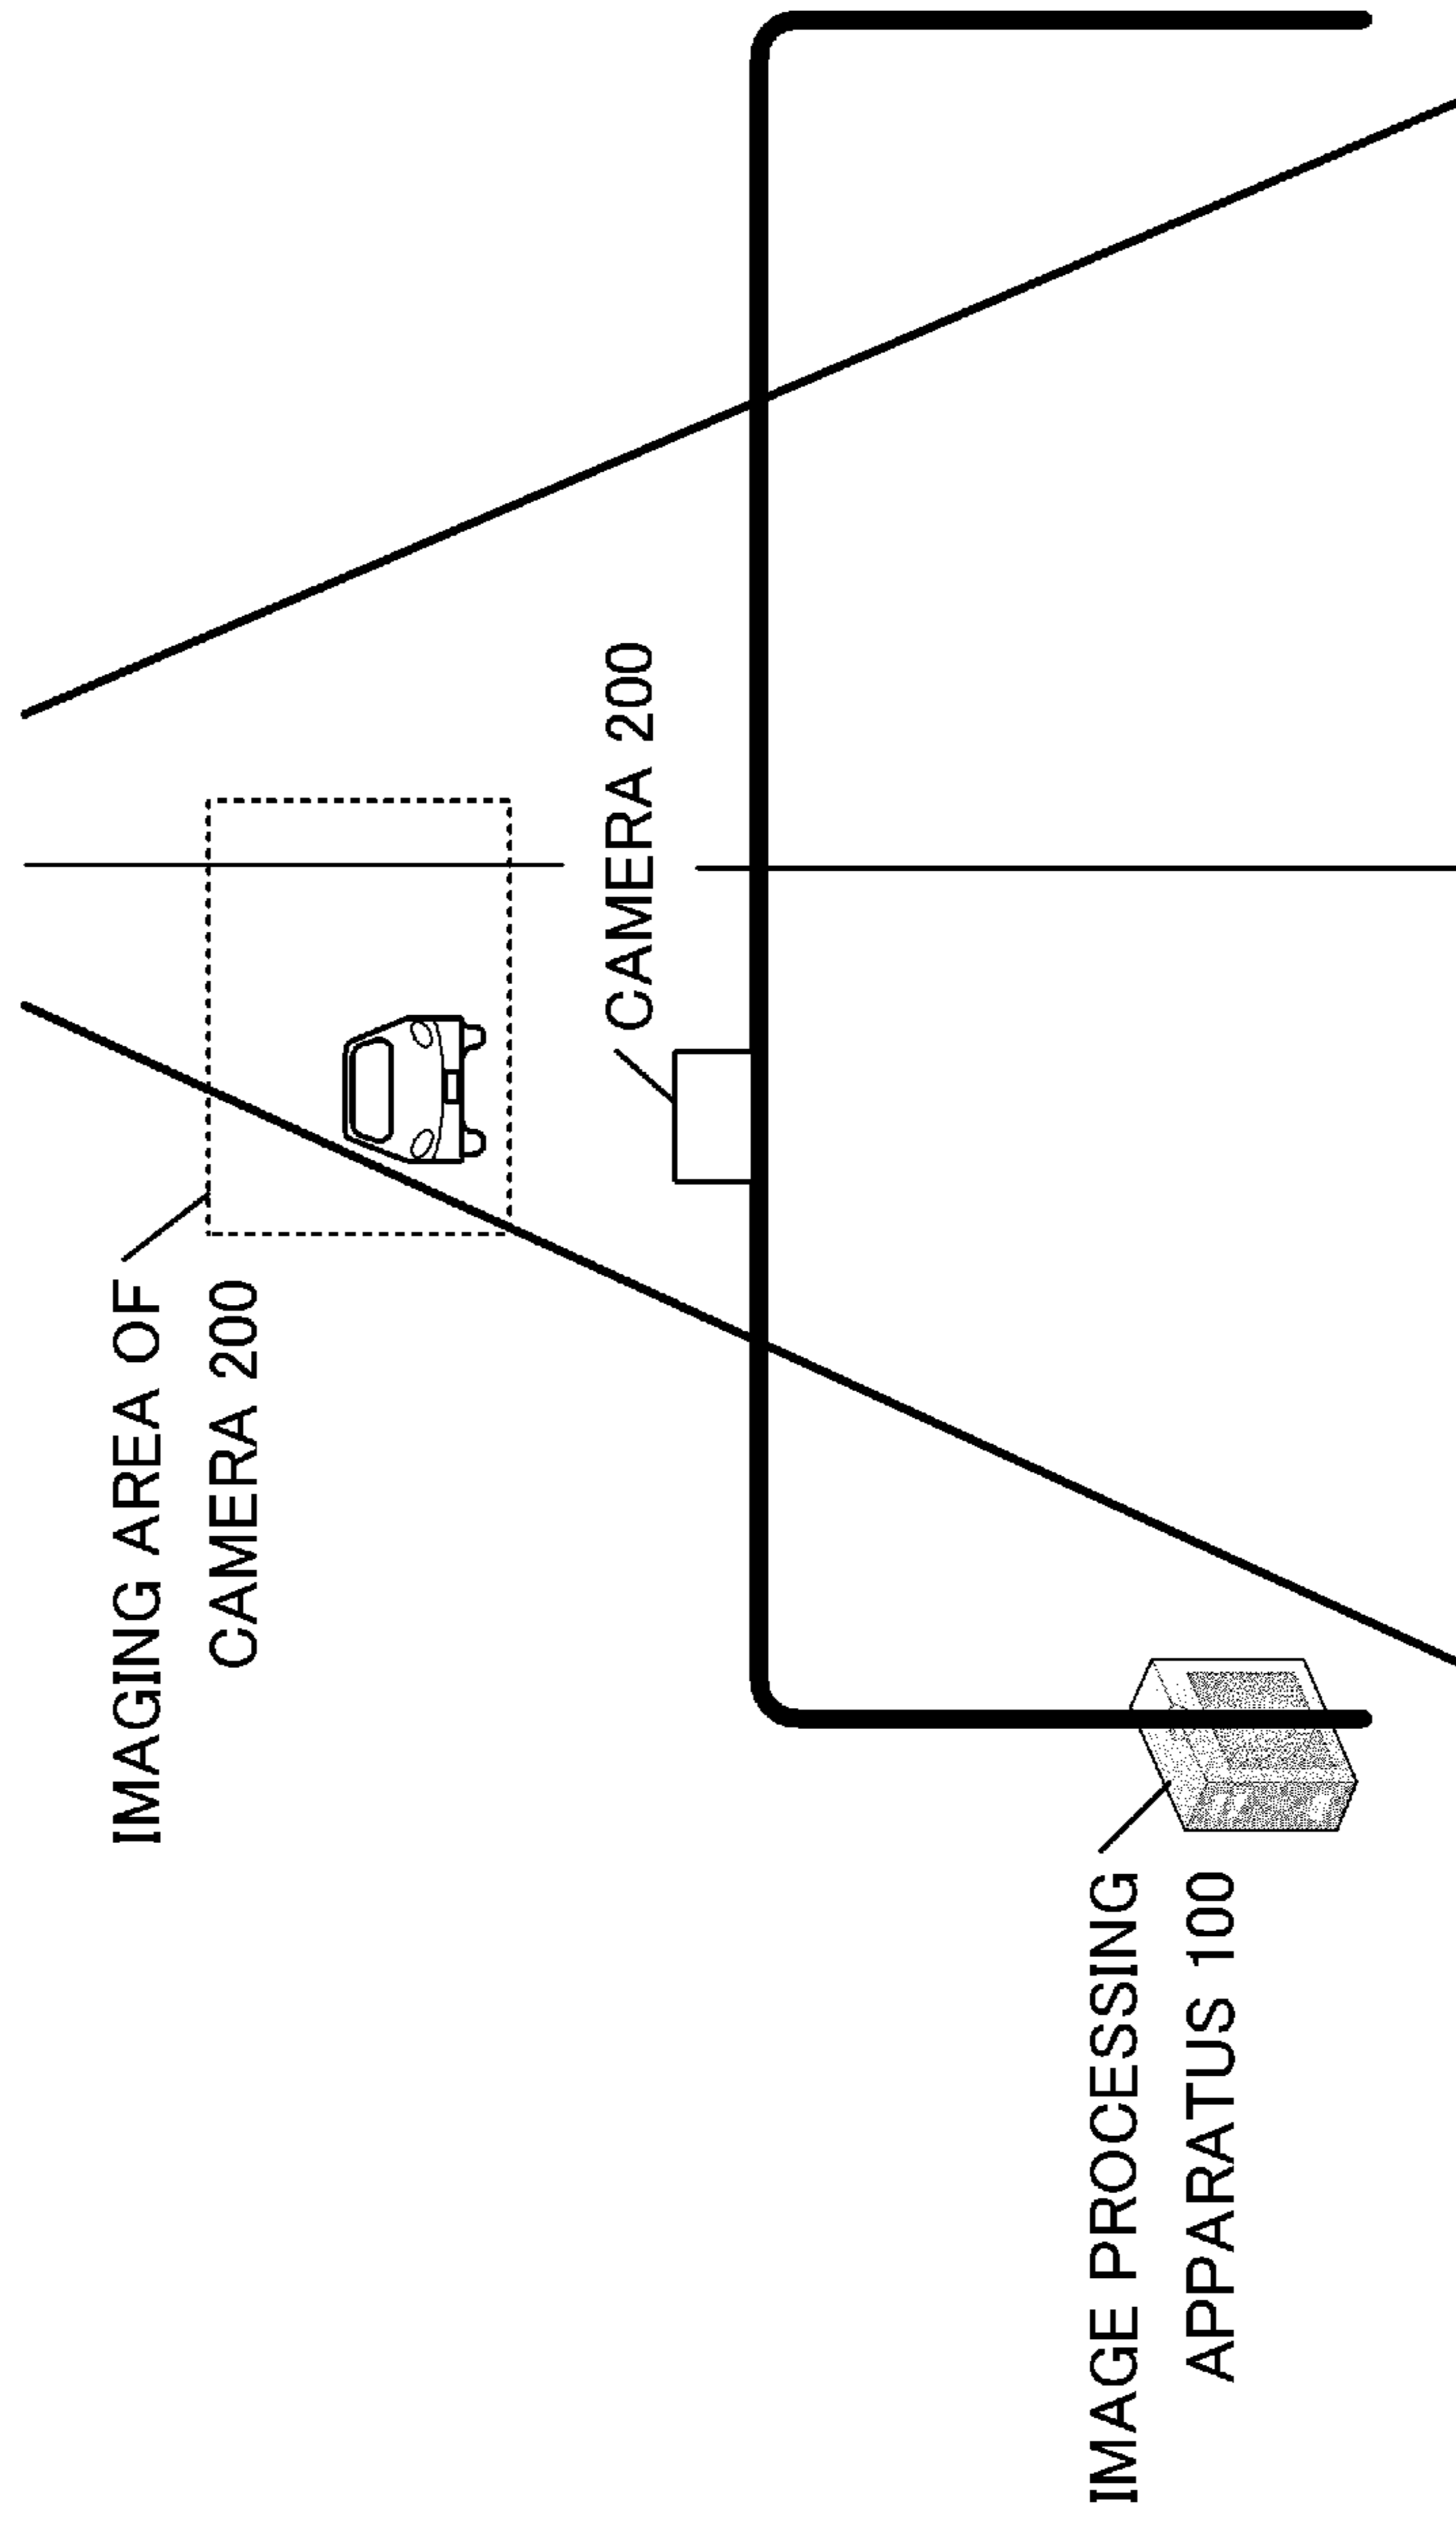 IMAGING AREA OF
CAMERA 200
CAMERA 200
IMAGE PROCESSING
APPARATUS 100